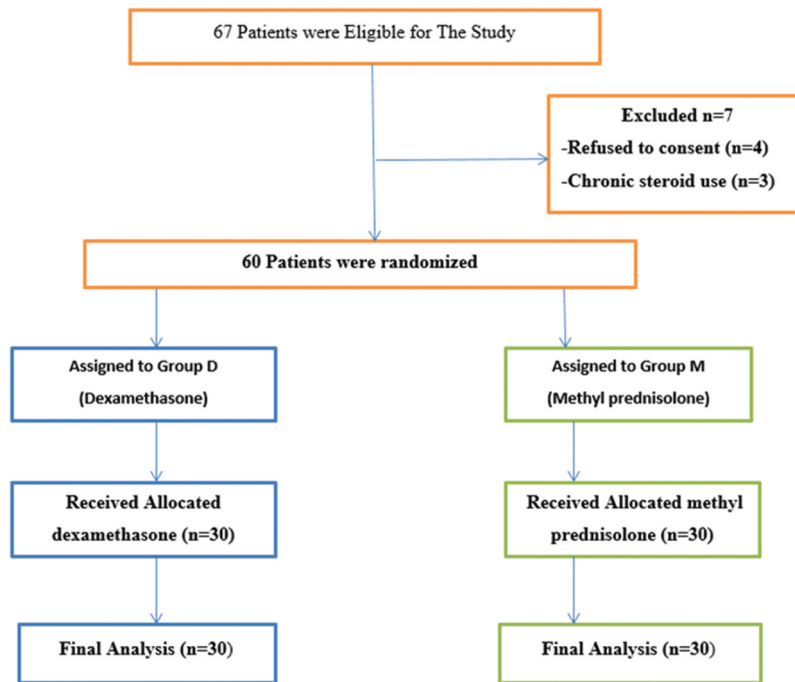 67 Patients were Eligible for The Study
Excluded n=7
-Refused to consent (n=4)
-Chronic steroid use (n=3)
60 Patients were randomized
Assigned to Group D
(Dexamethasone)
Assigned to Group M
(Methyl prednisolone)
Received Allocated
dexamethasone (n=30)
Received Allocated methyl
prednisolone (n=30)
Final Analysis (n=30)
Final Analysis (n=30)